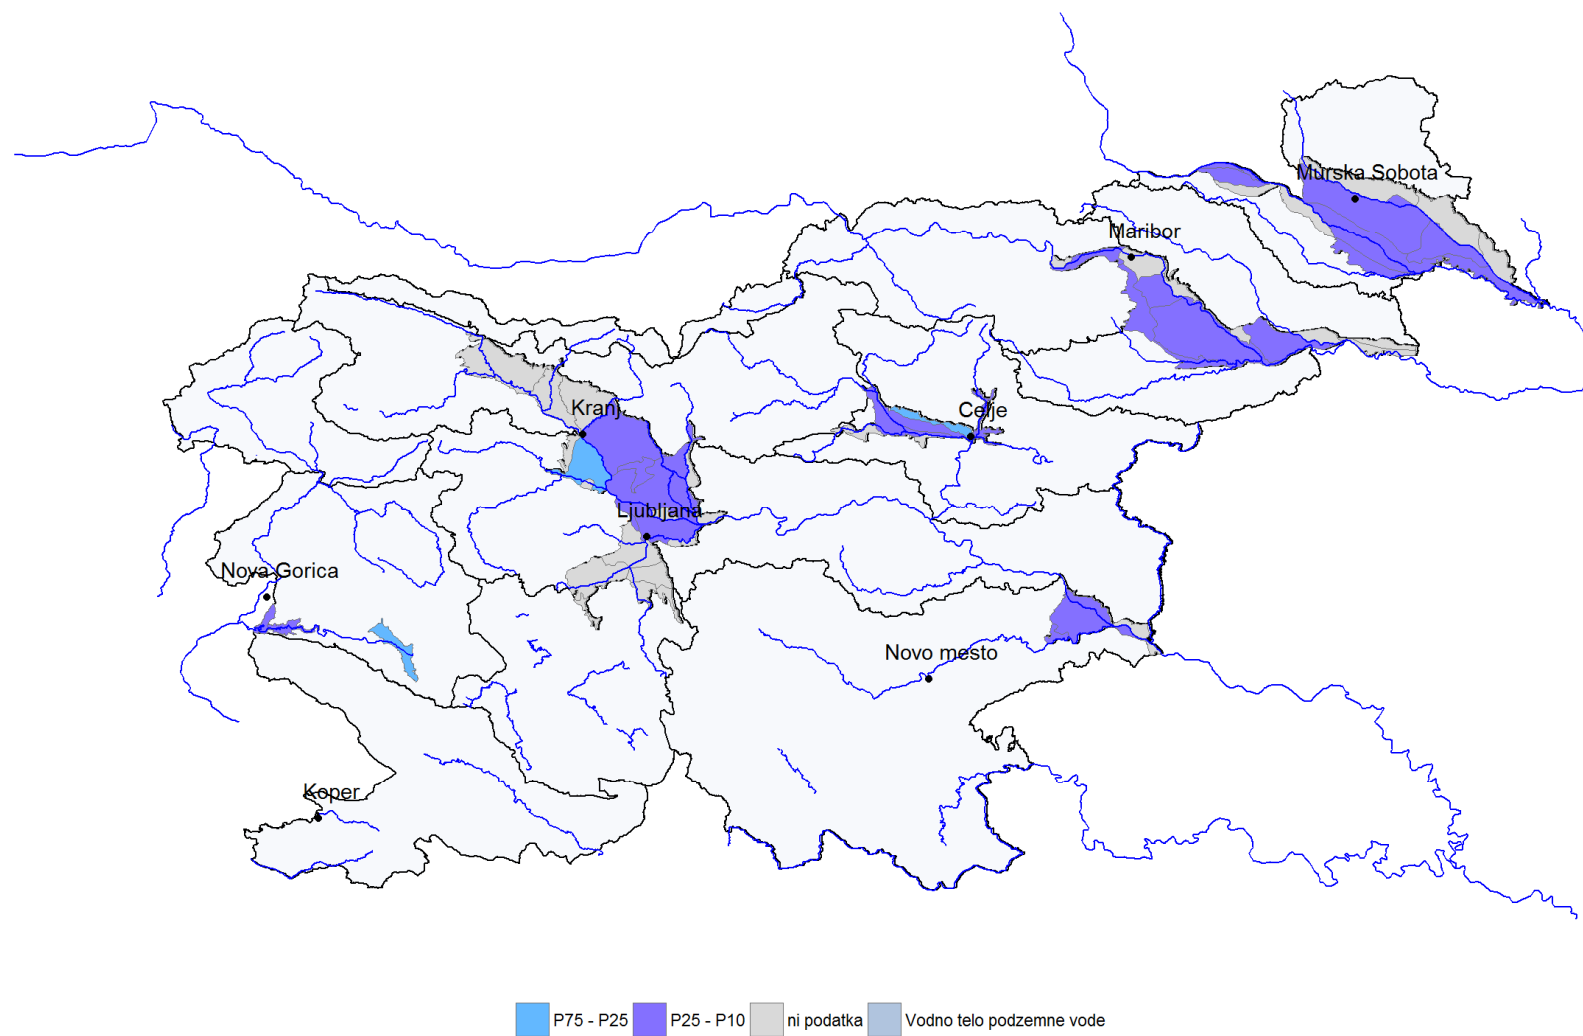 Murska Sobota
Maribor
Kranj
Celje
Ljubljana
Nova Gorica
Novo mesto
Koper
P75 - P25 P25 - P10 ni podatka Vodno telo podzemne vode